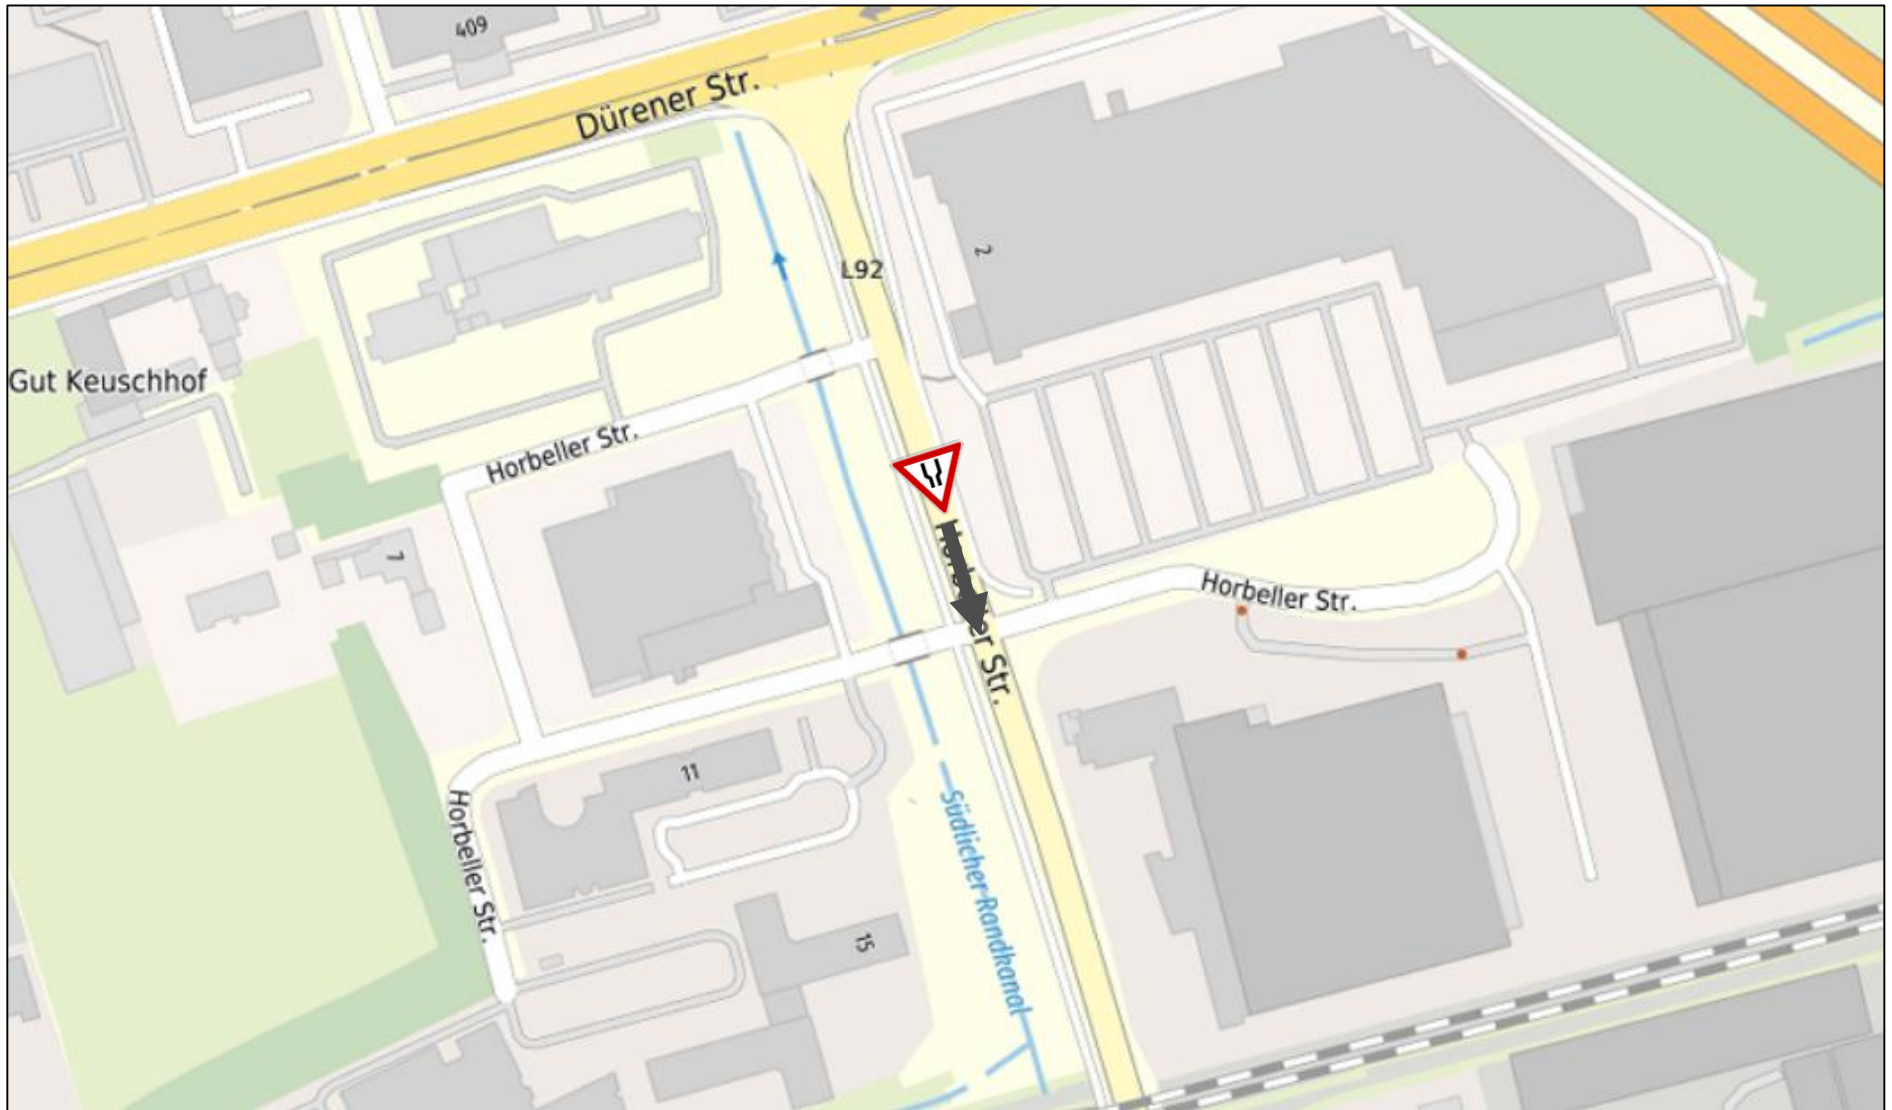 409
Dürener Str.
2
L92
Gut Keuschhof
Horbeller Str.
7
Horbeller Str.
Horbeller Str.
11
Horbeller Str.
Südlicher Randkanal
15